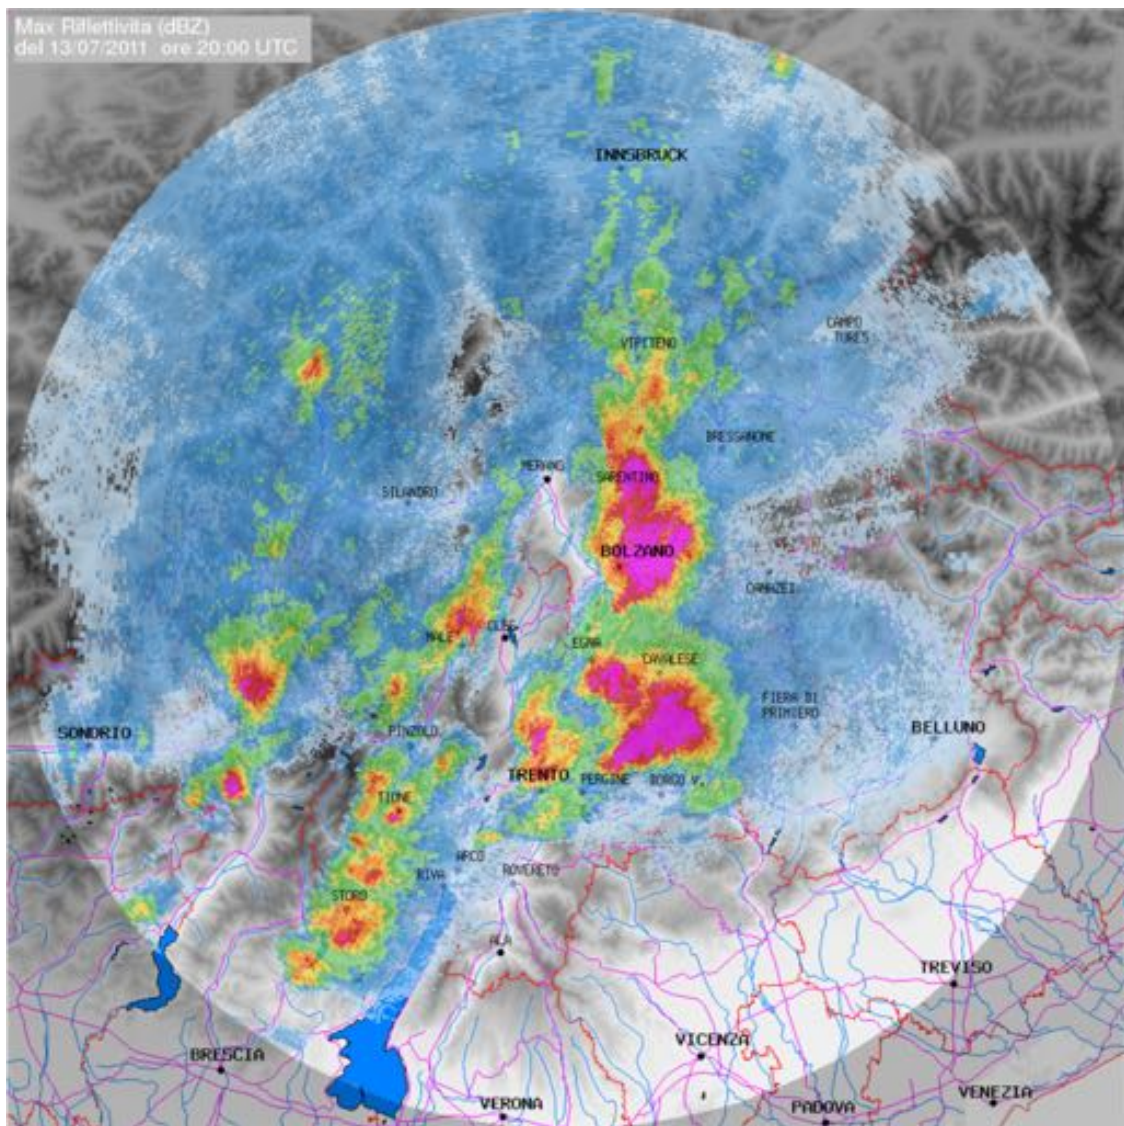 Max Riflettivita (dBZ)
del 13/07/2011 ore 20:00 UTC
INNSBRUCK
CAMPO
TURES
VIPITENO
BRESSANONE
MERANO
SARENTINO
SILANDRO
BOLZANO
CANAZEI
CLES
MALE
EGNA
CAVALESE
FIERA DI
PRIMIERO
SONDRIO
PINZOLO
BELLUNO
TRENTO
PERGINE
BORGO V.
TIONE
ARCO
RIVA
ROVERETO
STORO
ALA
TREVISO
VICENZA
BRESCIA
VENEZIA
VERONA
PADOVA